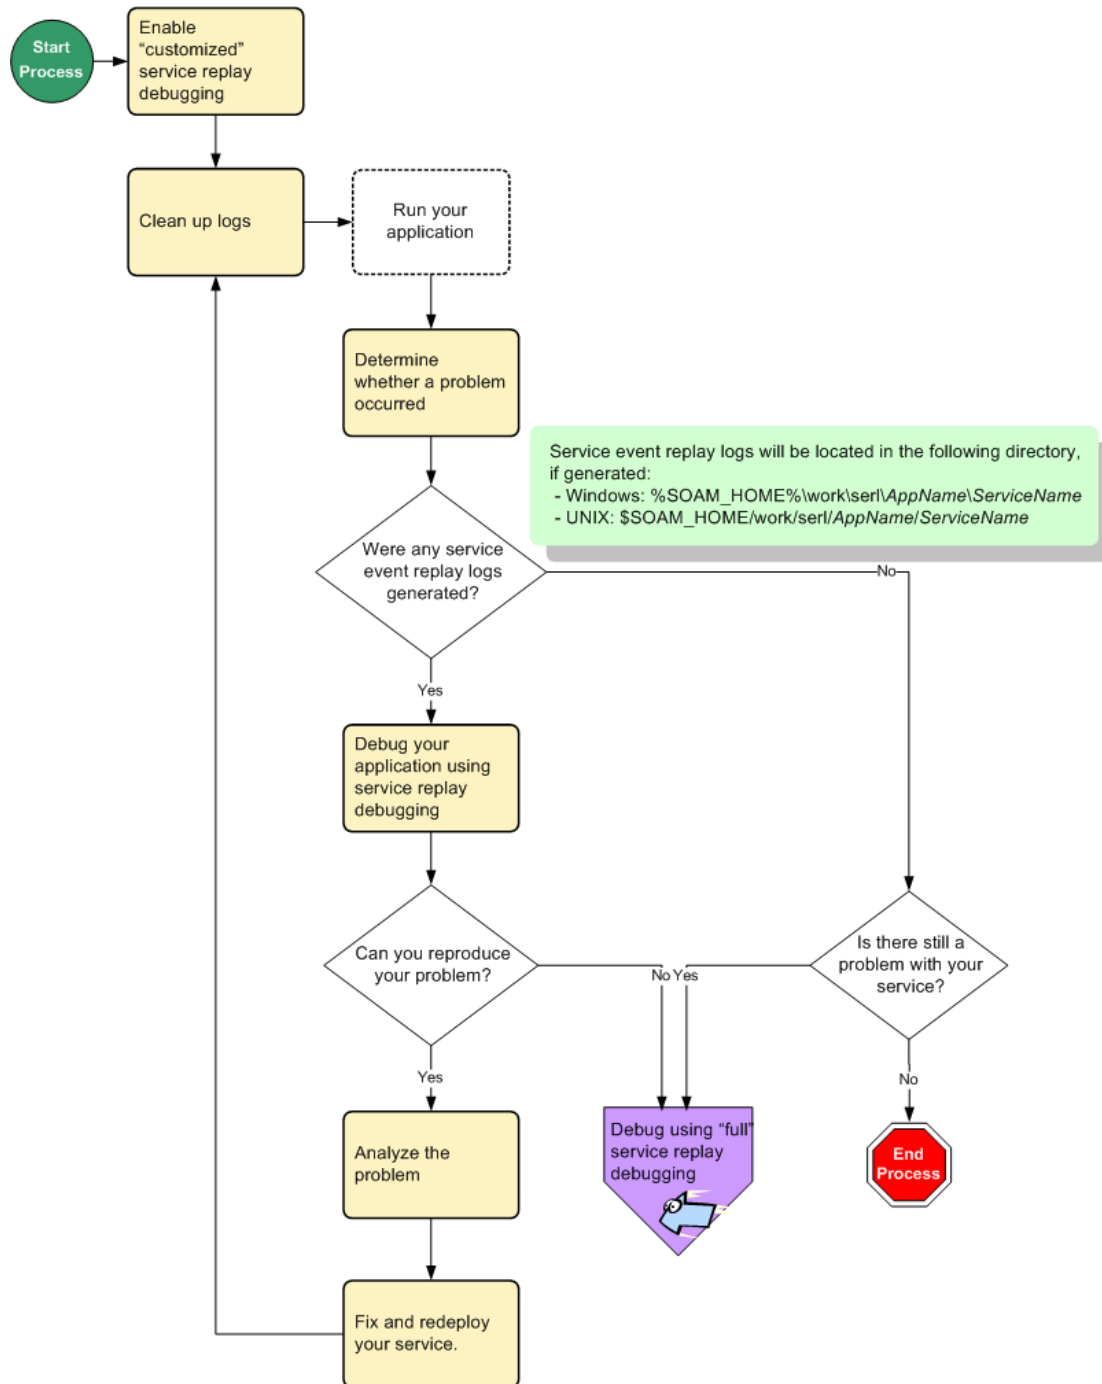 Start
Process
Enable
“customized”
service replay
debugging
Clean up logs
Run your
application
Determine
whether a problem
occurred
Service event replay logs will be located in the following directory,
if generated:
- Windows: %SOAM_HOME%\work\serl\AppName\ServiceName
- UNIX: $SOAM_HOME/work/serl/AppName/ServiceName
Were any service
event replay logs
generated?
No
Yes
Debug your
application using
service replay
debugging
Can you reproduce
your problem?
No
Yes
Is there still a
problem with your
service?
Yes
No
Analyze the
problem
Debug using “full”
service replay
debugging
End
Process
Fix and redeploy
your service.